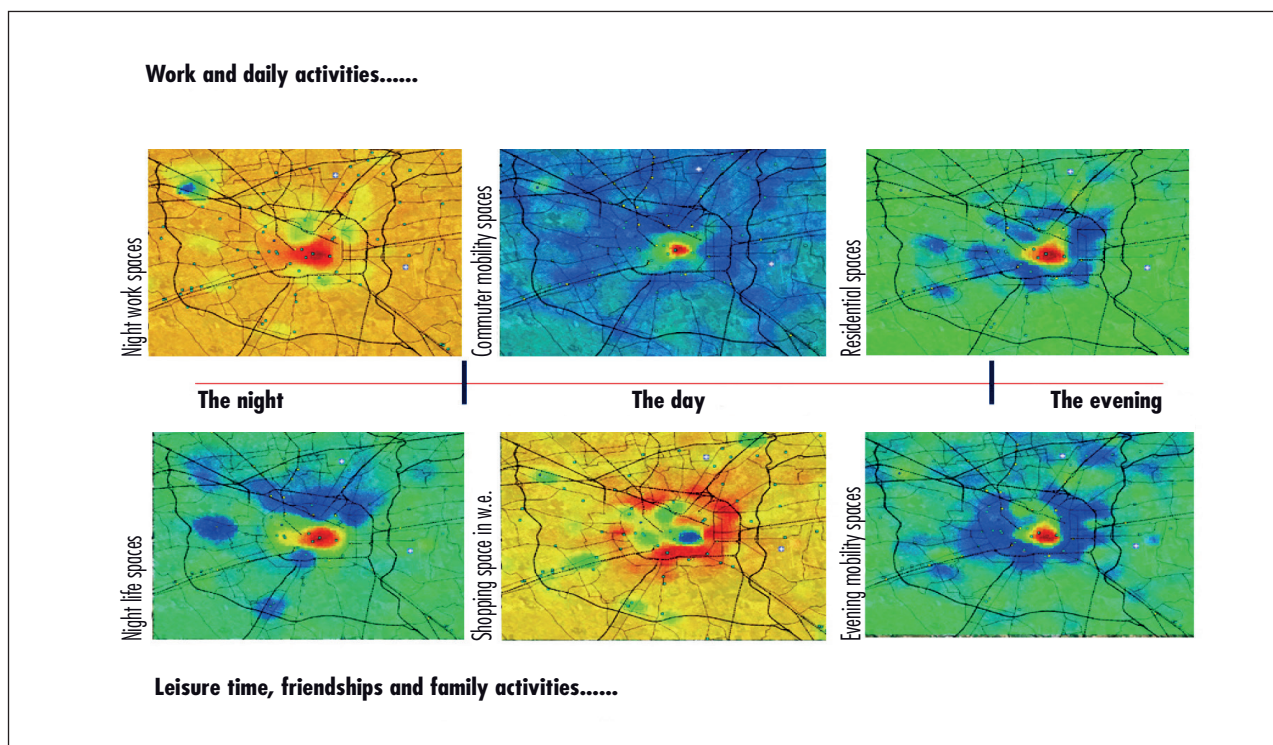 Work and daily activities......
Night work spaces
Commuter mobility spaces
Residential spaces
The night
The day
The evening
Night life spaces
Shopping space in w.e.
Evening mobility spaces
Leisure time, friendships and family activities......